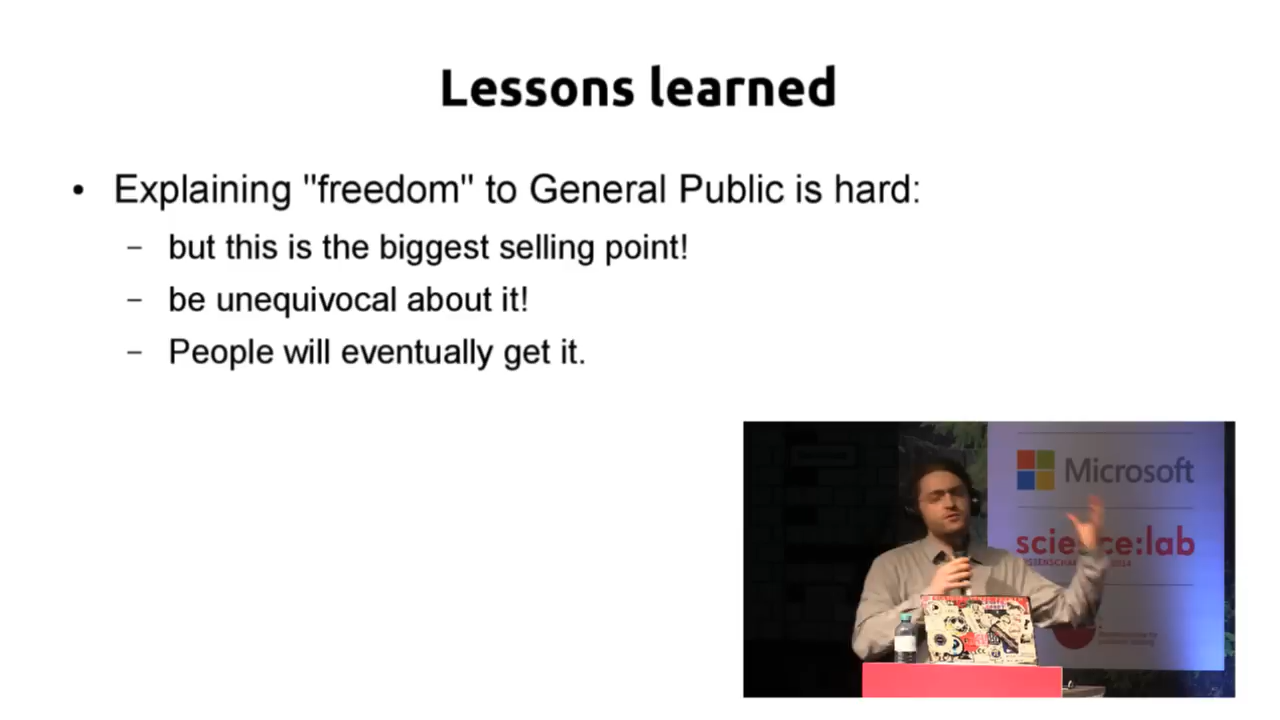 Lessons learned
• Explaining "freedom" to General Public is hard:
– but this is the biggest selling point!
– be unequivocal about it!
– People will eventually get it.
Microsoft